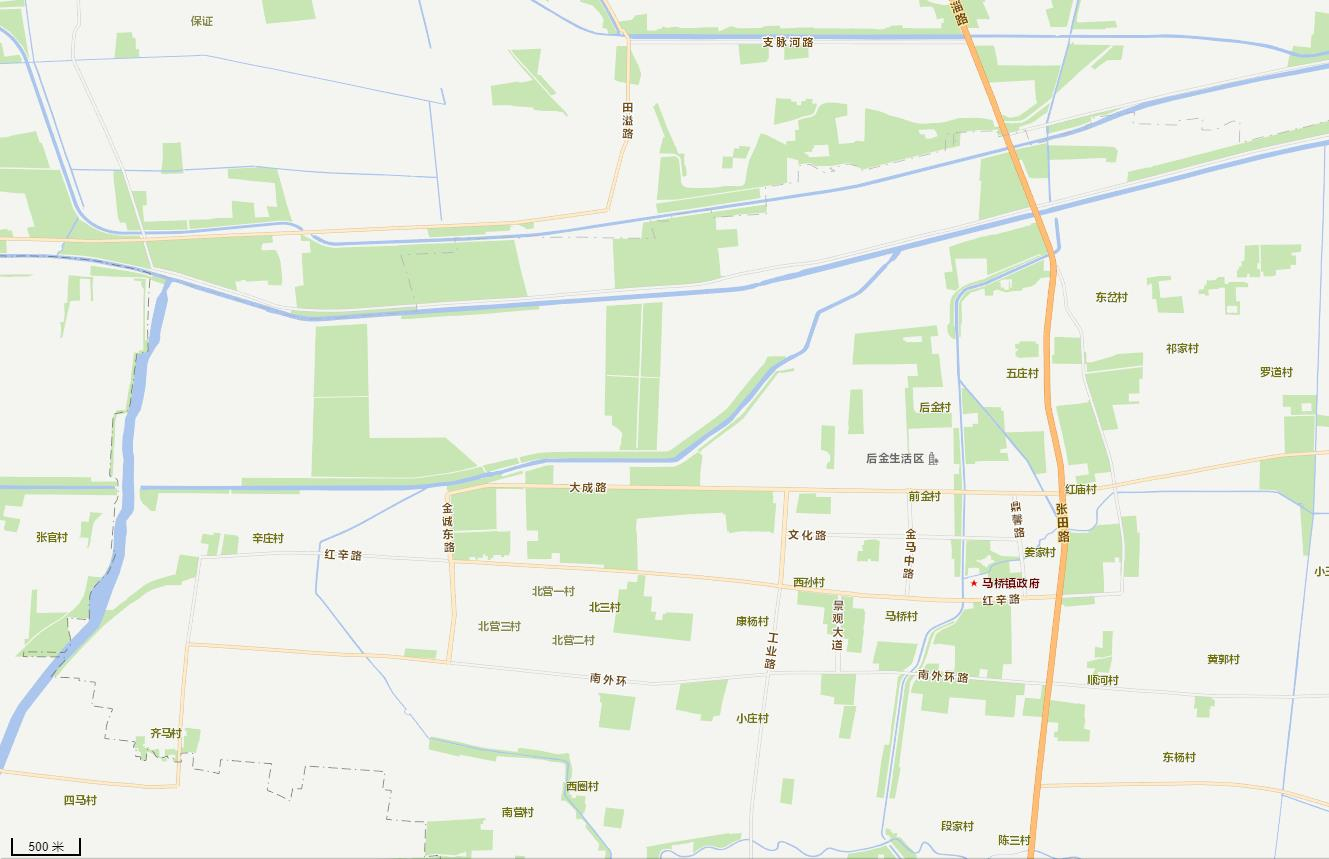 保证
淄路
支脉河路
田溢路
东岔村
祁家村
五庄村
罗道村
后金村
后金生活区
大成路
红庙村
前金村
金诚东路
鼎馨路
张田路
文化路
金马中路
张官村
辛庄村
红辛路
姜家村
小王
西孙村
马桥镇政府
红辛路
北营一村
北三村
景观大道
马桥村
康杨村
北营三村
北营二村
工业路
黄郭村
南外环
南外环路
顺河村
小庄村
齐马村
东杨村
西圈村
四马村
南营村
段家村
陈三村
500 米